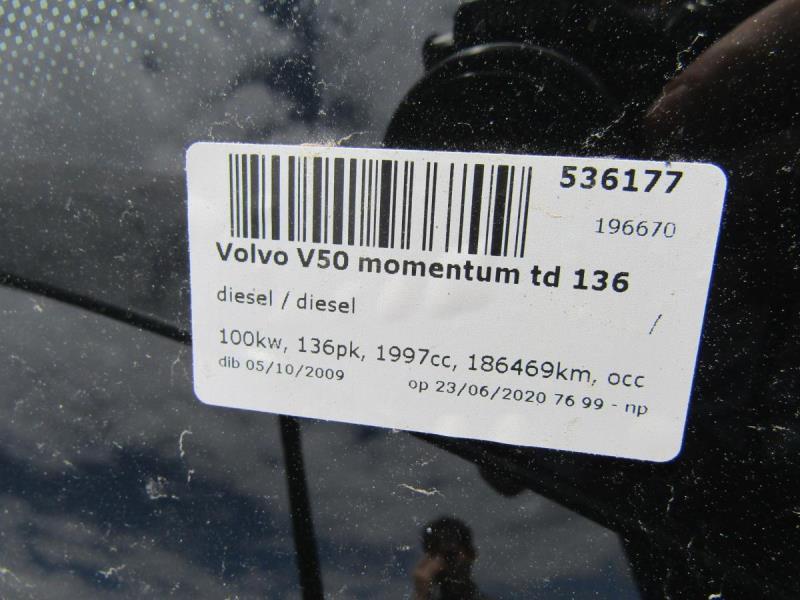 536177
196670
Volvo V50 momentum td 136
diesel / diesel /
100kw, 136pk, 1997cc, 186469km, occ
dib 05/10/2009 op 23/06/2020 76 99 - np